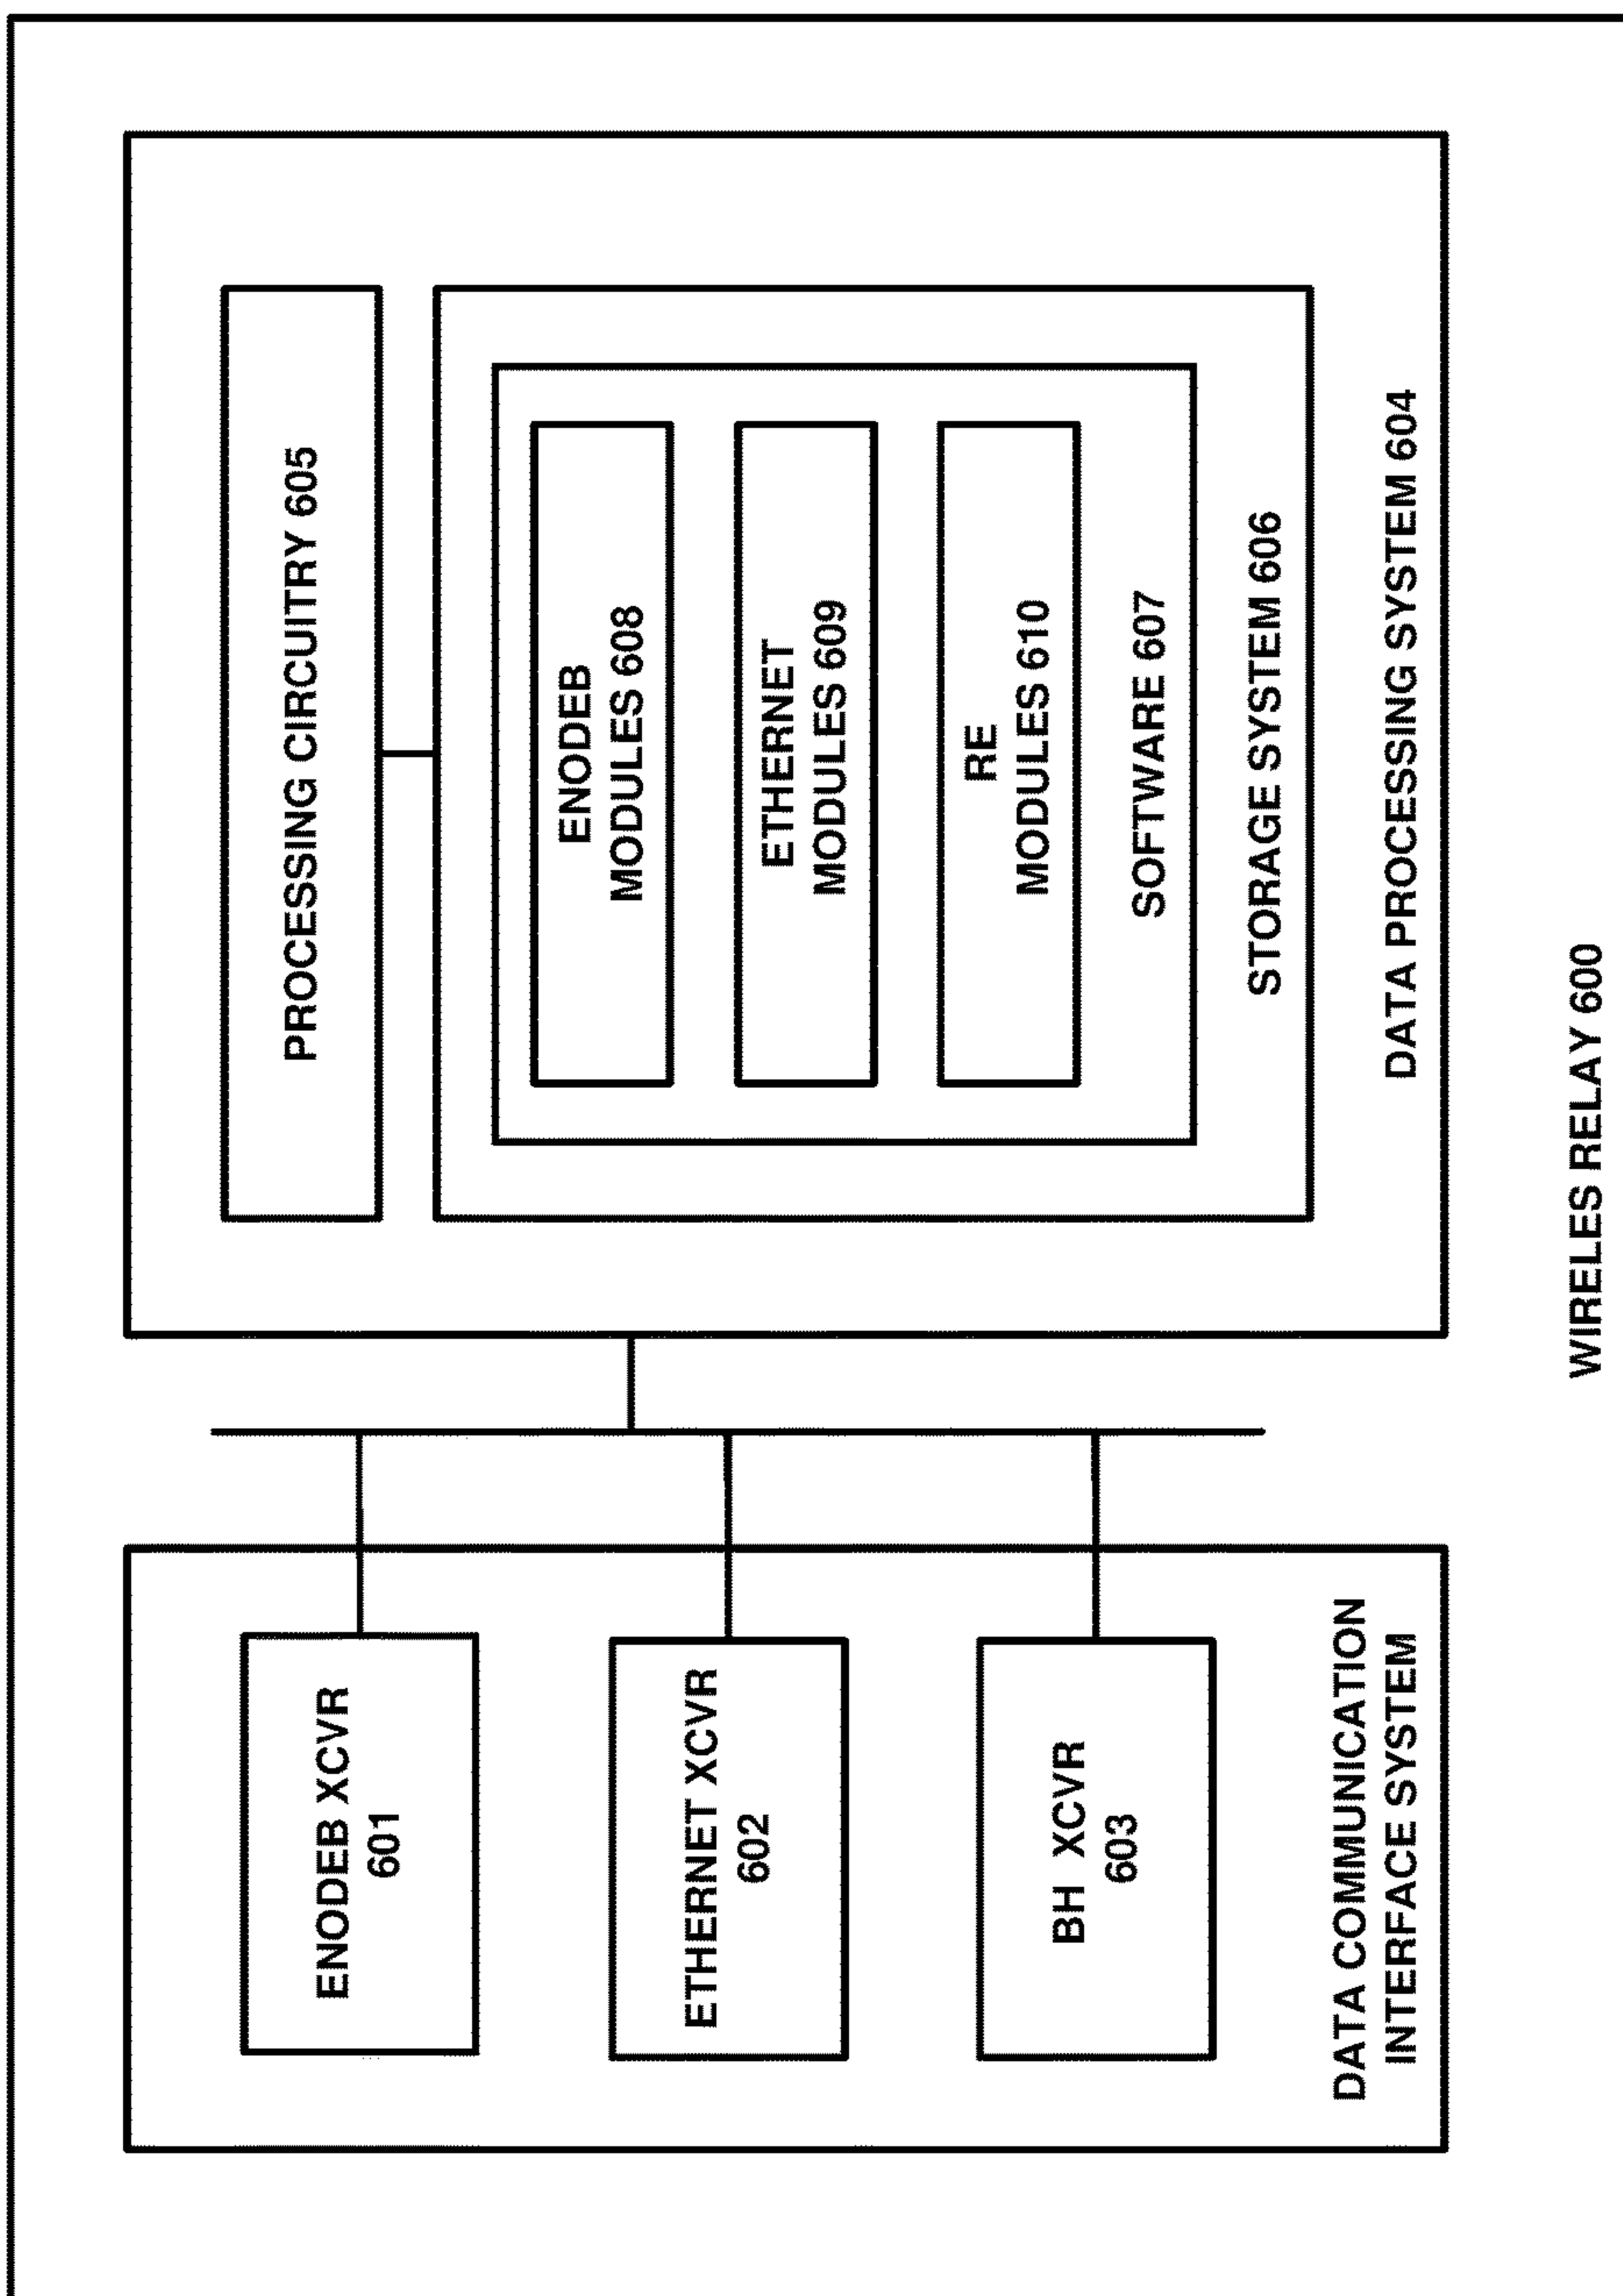 ENODEB XCVR
601
ETHERNET XCVR
602
BH XCVR
603
DATA COMMUNICATION
INTERFACE SYSTEM
PROCESSING CIRCUITRY 605
ENODEB
MODULES 608
ETHERNET
MODULES 609
RE
MODULES 610
SOFTWARE 607
STORAGE SYSTEM 606
DATA PROCESSING SYSTEM 604
WIRELES RELAY 600